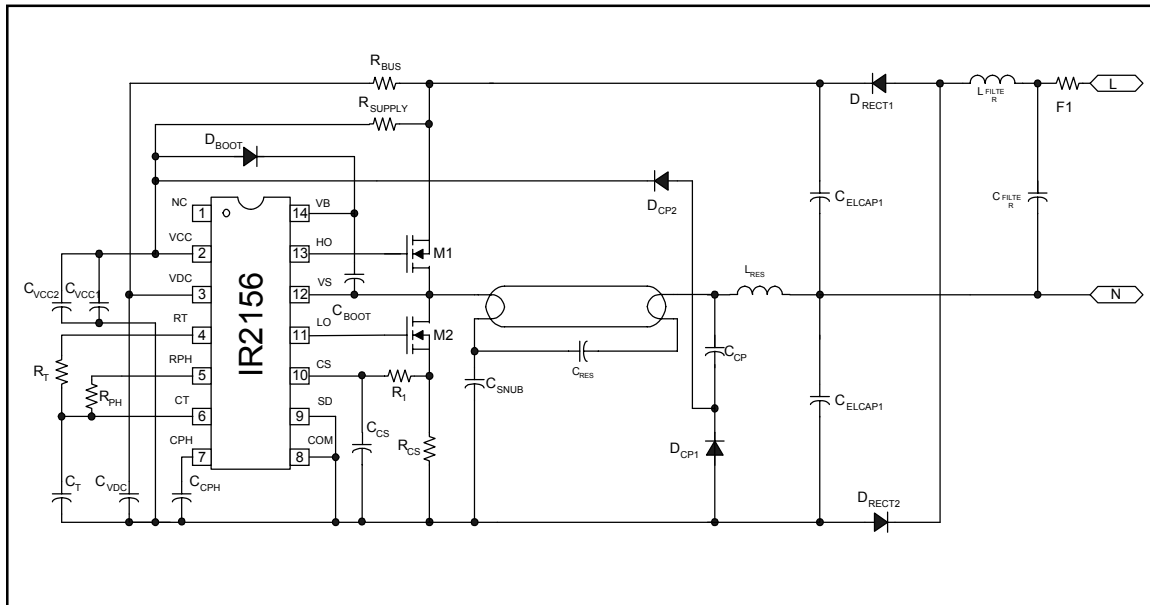 RBUS
RSUPPLY
DRECT1
LFILTE
R
F1
L
DBOOT
DCP2
CELCAP1
CFILTE
R
NC
1
14
VB
VCC
2
13
HO
M1
CVCC2
CVCC1
VDC
3
12
VS
CBOOT
LRES
N
RT
4
11
LO
M2
IR2156
RT
RPH
5
10
CS
R1
CRES
CCP
RPH
CT
6
9
SD
CSNUB
CELCAP1
CCS
RCS
DCP1
CPH
7
8
COM
CT
CVDC
CCPH
DRECT2